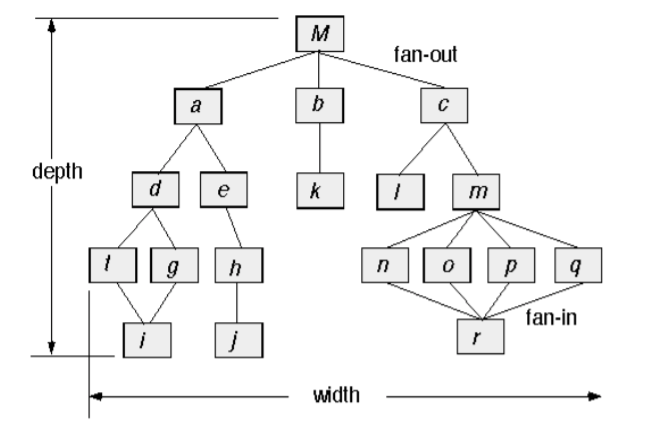 M
fan-out
a b c
depth
d e k l m
t g h n o p q
fan-in
i j r
width